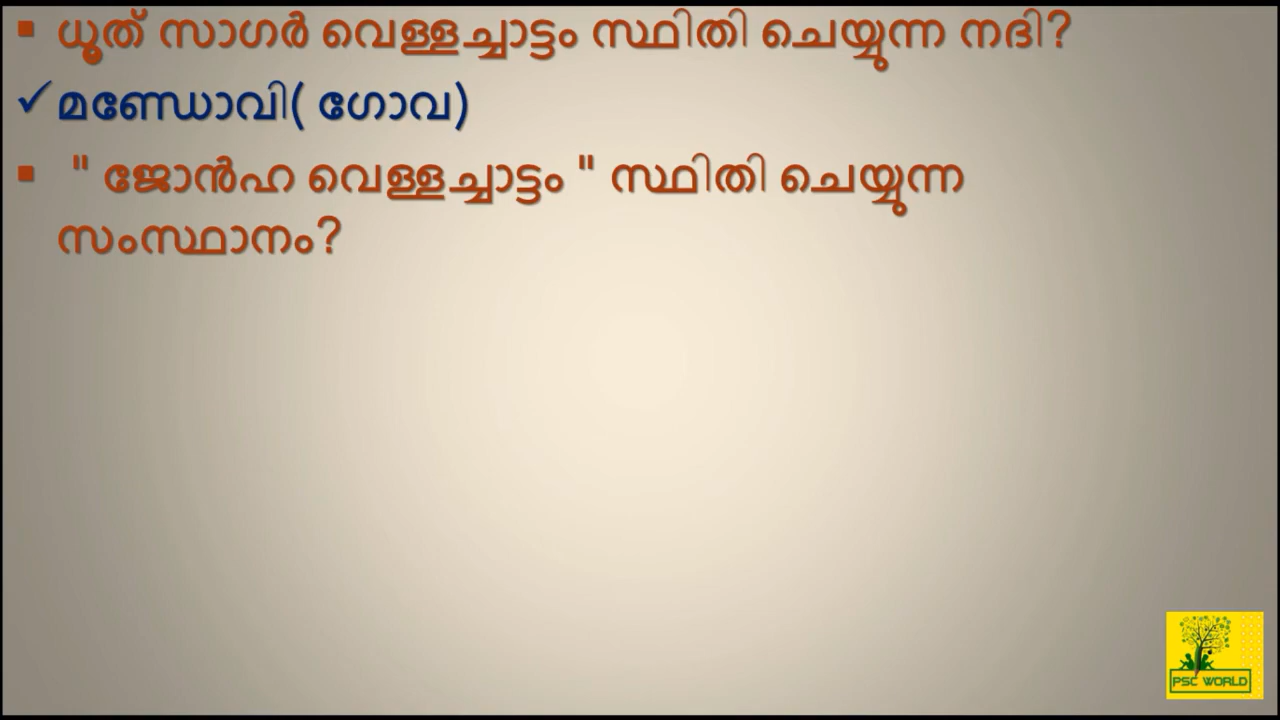 ▪ ധൂത് സാഗർ വെള്ളച്ചാട്ടം സ്ഥിതി ചെയ്യുന്ന നദി?
✓ മണ്ഡോവി( ഗോവ)
▪ " ജോൻഹ വെള്ളച്ചാട്ടം " സ്ഥിതി ചെയ്യുന്ന
സംസ്ഥാനം?
PSC WORLD